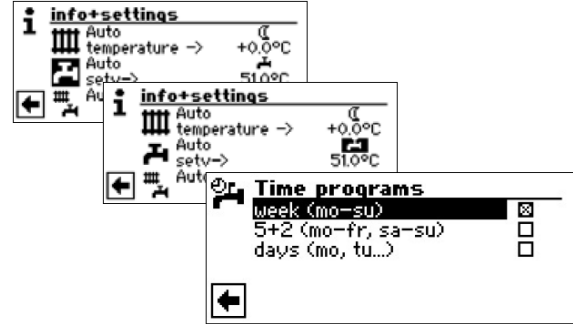 info+settings
Auto
temperature -> +0.0°C
Auto
setv-> 51.0°C
Au
info+settings
Auto
temperature -> +0.0°C
Auto
setv-> 51.0°C
Auto
Time programs
week (mo-su)
5+2 (mo-fr, sa-su)
days (mo, tu...)